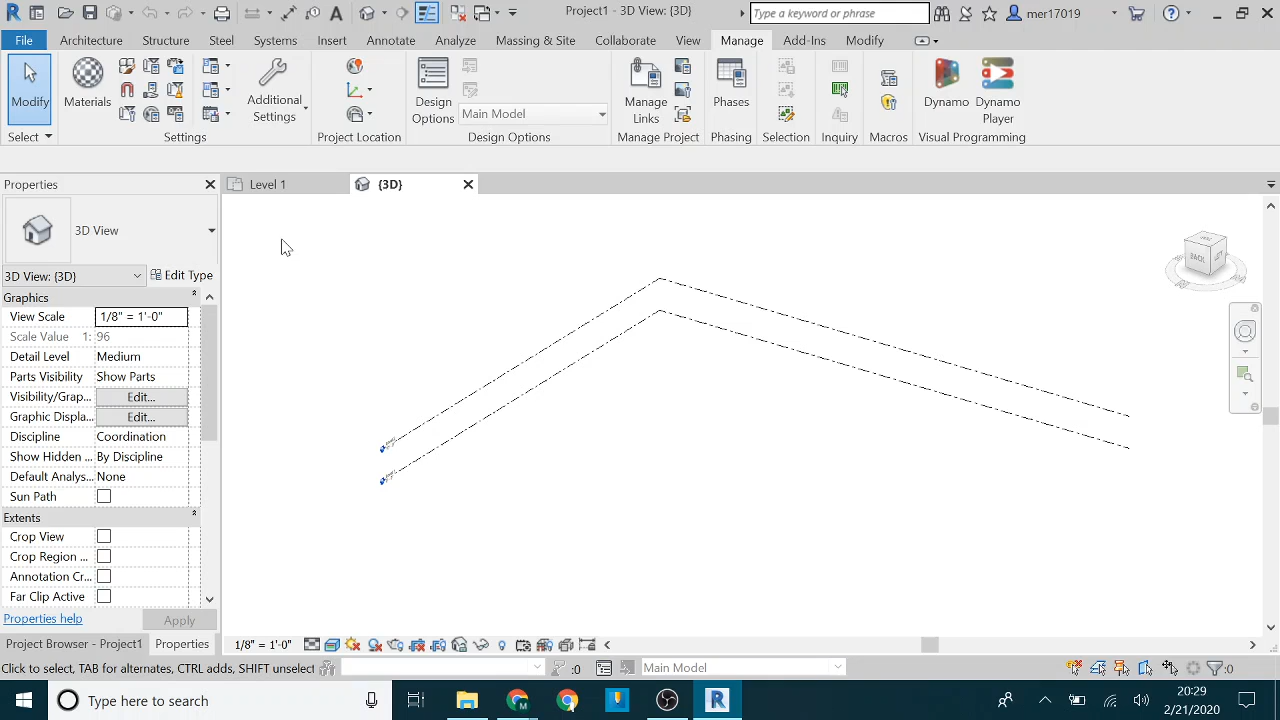 Project1 - 3D View: {3D}
Type a keyword or phrase
mer17019
File
Architecture
Structure
Steel
Systems
Insert
Annotate
Analyze
Massing & Site
Collaborate
View
Manage
Add-Ins
Modify
Modify
Materials
Additional
Settings
Design
Options
Main Model
Manage
Links
Phases
Dynamo
Dynamo
Player
Select
Settings
Project Location
Design Options
Manage Project
Phasing
Selection
Inquiry
Macros
Visual Programming
Properties
Level 1
{3D}
3D View
3D View: {3D}
Edit Type
Graphics
View Scale
1/8" = 1'-0"
Scale Value 1:
96
Detail Level
Medium
Parts Visibility
Show Parts
Visibility/Grap...
Edit...
Graphic Displa...
Edit...
Discipline
Coordination
Show Hidden ...
By Discipline
Default Analys...
None
Sun Path
Extents
Crop View
Crop Region ...
Annotation Cr...
Far Clip Active
Properties help
Apply
Project Browser - Project1
Properties
BACK
1/8" = 1'-0"
Click to select, TAB for alternates, CTRL adds, SHIFT unselect
:0
Main Model
:0
Type here to search
20:29
2/21/2020